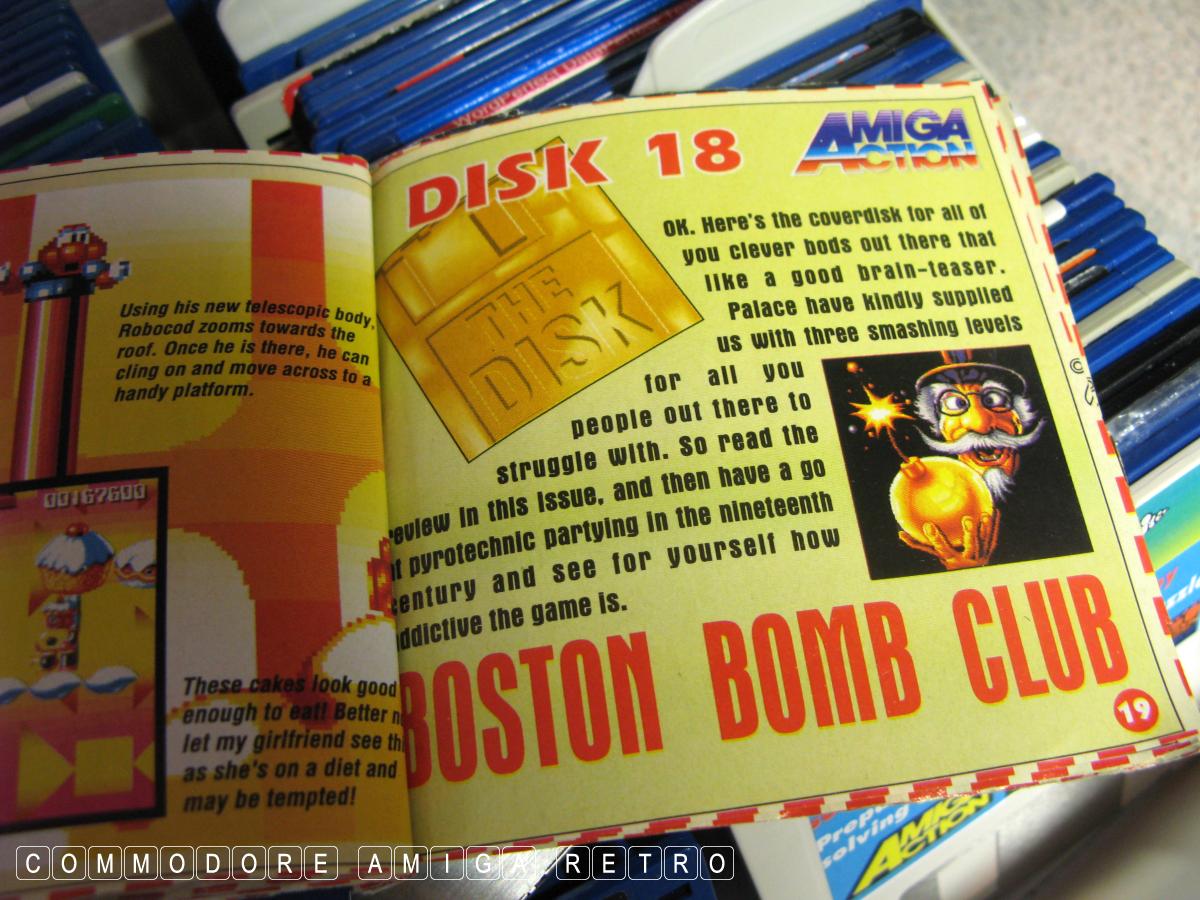 WordPerfect
Using his new telescopic body,
Robocod zooms towards the
roof. Once he is there, he can
cling on and move across to a
handy platform.
00167600
These cakes look good
enough to eat! Better
let my girlfriend see
as she's on a diet and
may be tempted!
DISK 18
AMIGA
ACTION
THE
DISK
OK. Here's the coverdisk for all of
you clever bods out there that
like a good brain-teaser.
Palace have kindly supplied
us with three smashing levels
for all you
people out there to
struggle with. So read the
review in this issue, and then have a go
at pyrotechnic partying in the nineteenth
century and see for yourself how
addictive the game is.
BOSTON BOMB CLUB
19
solving
AMIGA
ACTION
COMMODORE AMIGA RETRO